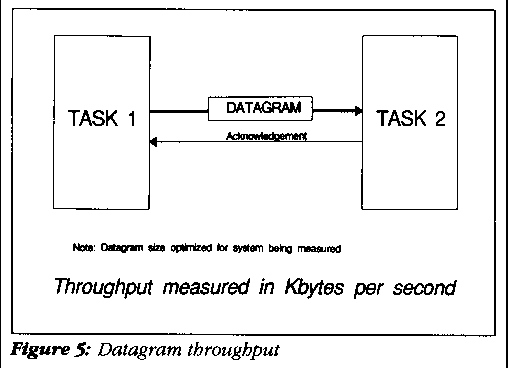 TASK 1
DATAGRAM
TASK 2
Acknowledgement
Note: Datagram size optimized for system being measured
Throughput measured in Kbytes per second
Figure 5: Datagram throughput